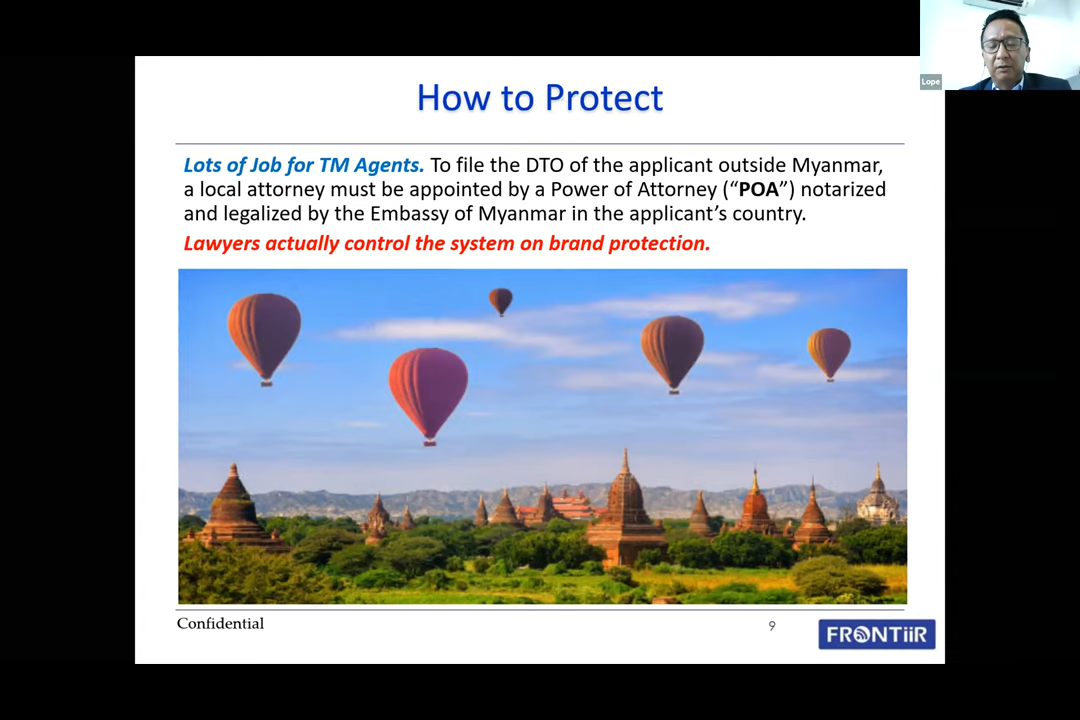 How to Protect
Lots of Job for TM Agents. To file the DTO of the applicant outside Myanmar,
a local attorney must be appointed by a Power of Attorney (“POA”) notarized
and legalized by the Embassy of Myanmar in the applicant’s country.
Lawyers actually control the system on brand protection.
Confidential
9
FRONTiiR
Lope